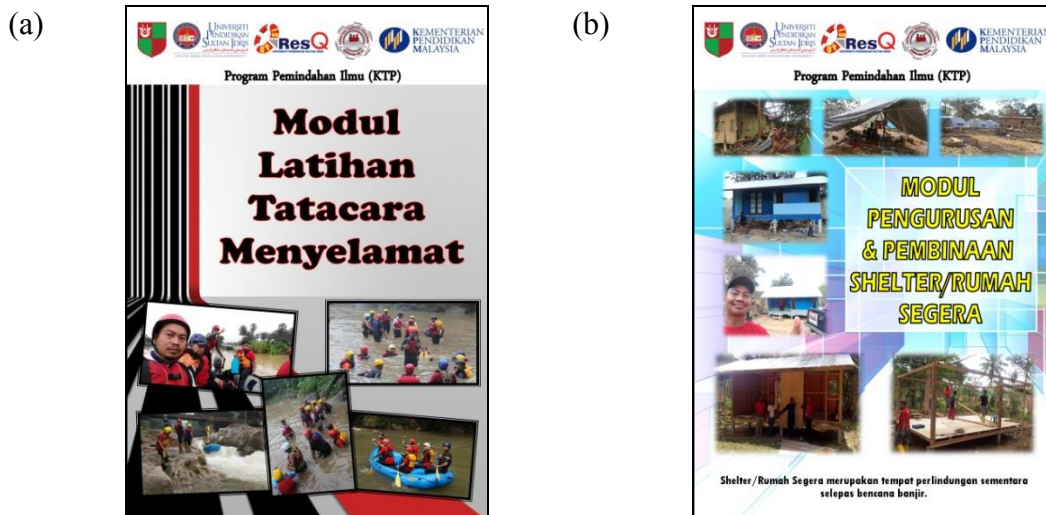 (a)
UNIVERSITI
PENDIDIKAN
SULTAN IDRIS
ResQ
KEMENTERIAN
PENDIDIKAN
MALAYSIA
Program Pemindahan Ilmu (KTP)
Modul
Latihan
Tatacara
Menyelamat
(b)
UNIVERSITI
PENDIDIKAN
SULTAN IDRIS
ResQ
KEMENTERIAN
PENDIDIKAN
MALAYSIA
Program Pemindahan Ilmu (KTP)
MODUL
PENGURUSAN
& PEMBINAAN
SHELTER/RUMAH
SEGERA
Shelter/Rumah Segera merupakan tempat perlindungan sementara
selepas bencana banjir.